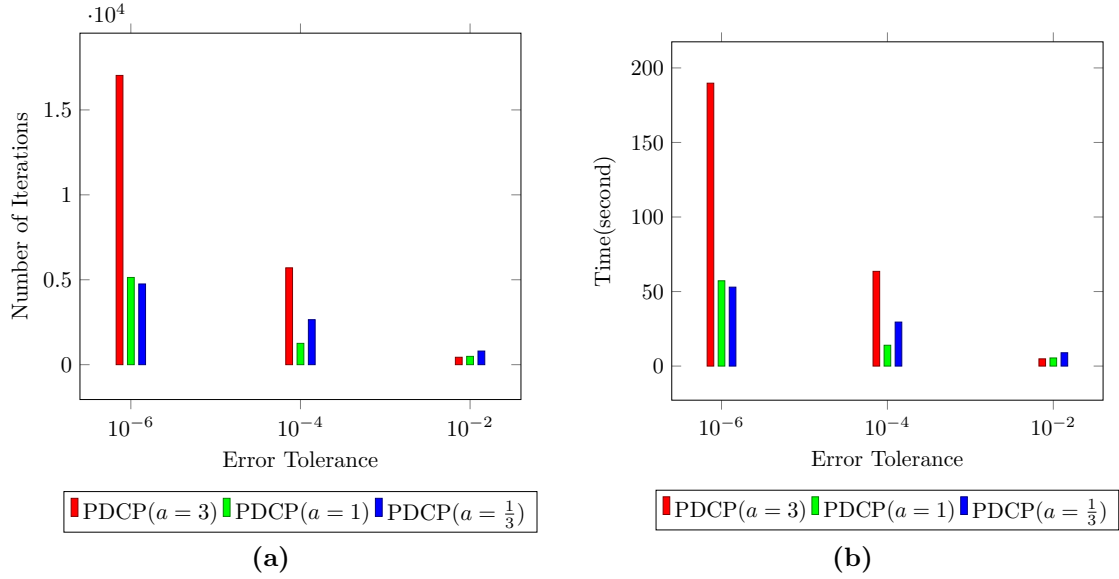 ·10⁴
1.5
1
0.5
0
Number of Iterations
10⁻⁶ 10⁻⁴ 10⁻²
Error Tolerance
PDCP(a = 3) PDCP(a = 1) PDCP(a = 1/3)
(a)
200
150
100
50
0
Time(second)
10⁻⁶ 10⁻⁴ 10⁻²
Error Tolerance
PDCP(a = 3) PDCP(a = 1) PDCP(a = 1/3)
(b)